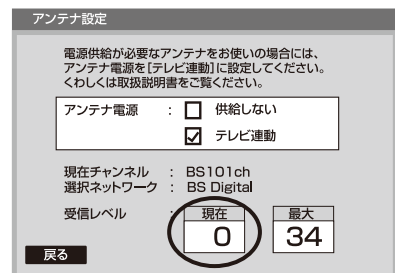 アンテナ設定
電源供給が必要なアンテナをお使いの場合には、
アンテナ電源を[テレビ連動]に設定してください。
くわしくは取扱説明書をご覧ください。
アンテナ電源 : 供給しない
テレビ連動
現在チャンネル : BS101ch
選択ネットワーク : BS Digital
受信レベル : 現在 最大
0 34
戻る